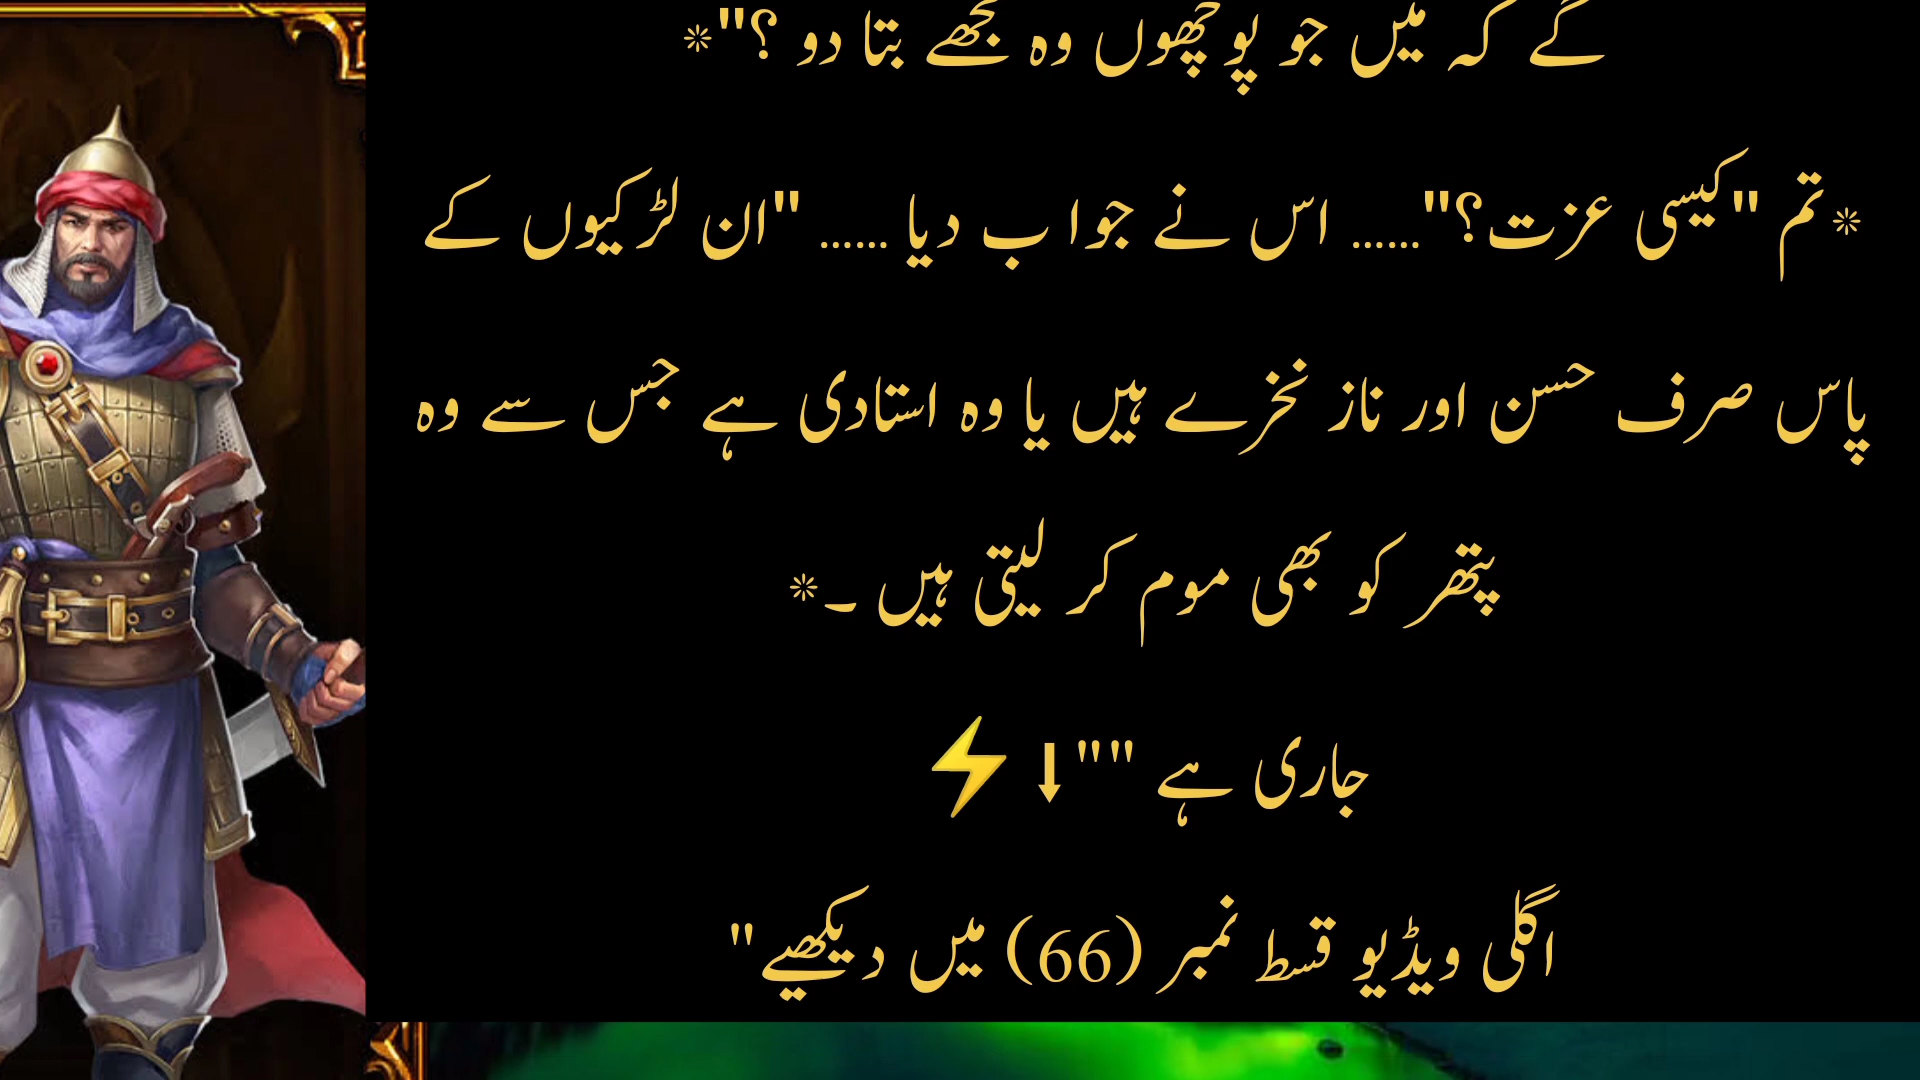 گے کہ میں جو پوچھوں وہ مجھے بتا دو ؟"*
*تم "کیسی عزت؟"...... اس نے جوا ب دیا ...... "ان لڑکیوں کے
پاس صرف حسن اور ناز نخرے ہیں یا وہ استادی ہے جس سے وہ
پتھر کو بھی موم کر لیتی ہیں ۔*
جاری ہے ""⬇⚡
اگلی ویڈیو قسط نمبر (66) میں دیکھیے"